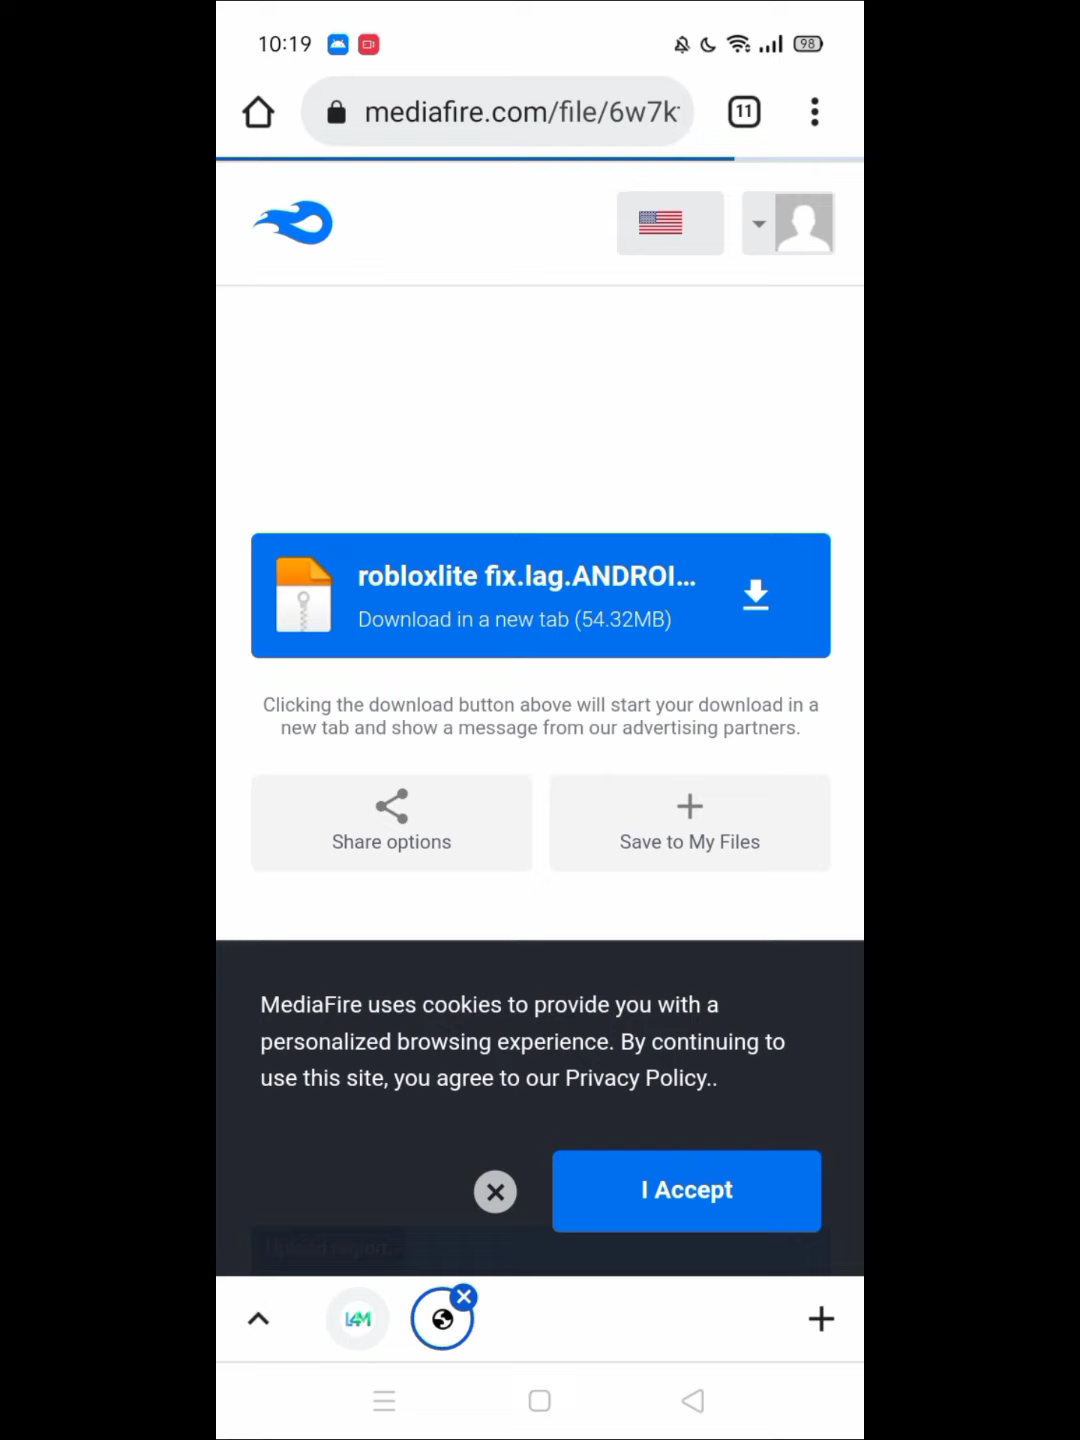 10:19
98
mediafire.com/file/6w7k
11
robloxlite fix.lag.ANDROI...
Download in a new tab (54.32MB)
Clicking the download button above will start your download in a
new tab and show a message from our advertising partners.
Share options
Save to My Files
MediaFire uses cookies to provide you with a
personalized browsing experience. By continuing to
use this site, you agree to our Privacy Policy..
I Accept
Upload region:
L4M